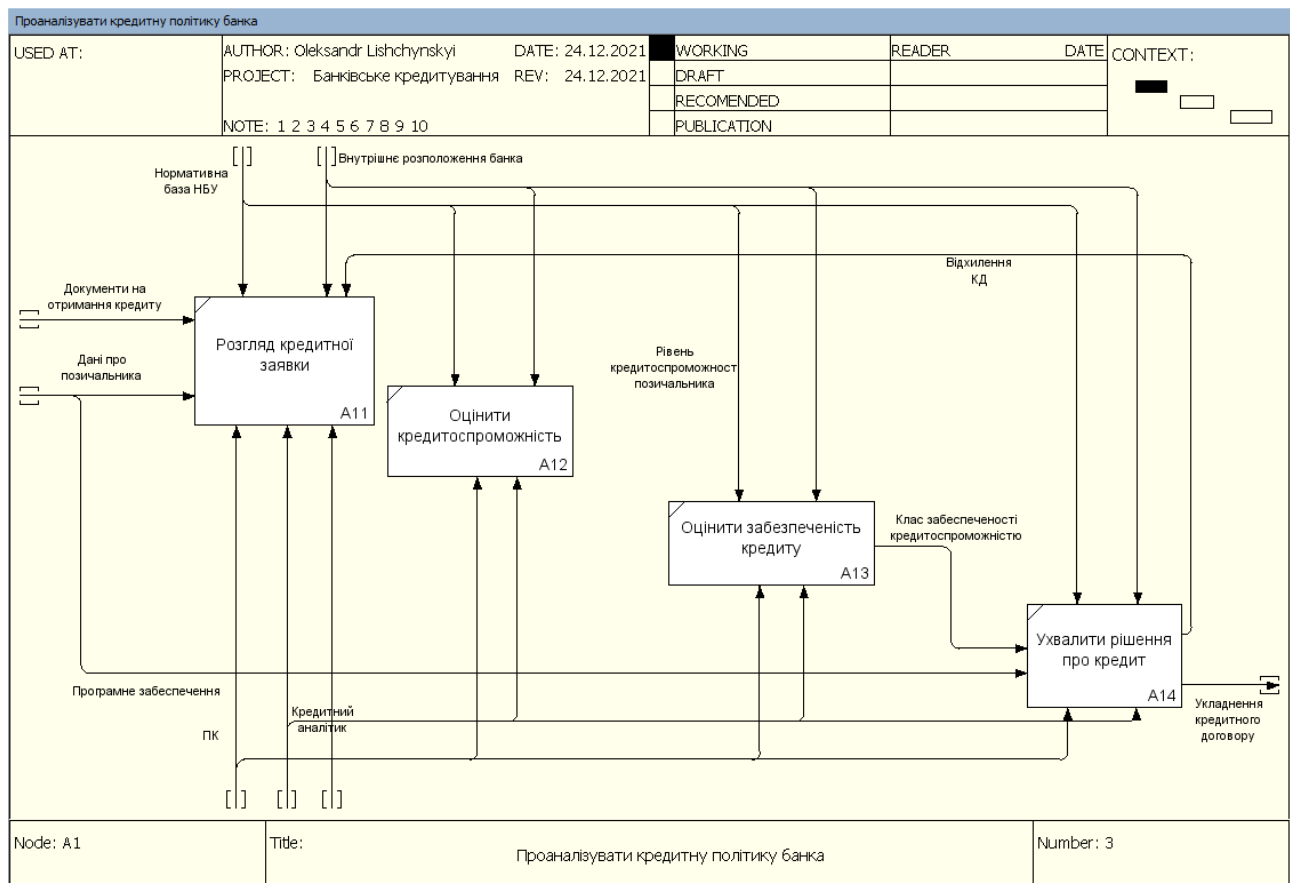 Проаналізувати кредитну політику банка
USED AT:
AUTHOR: Oleksandr Lishchynskyi
DATE: 24.12.2021
PROJECT: Банківське кредитування
REV: 24.12.2021
NOTE: 1 2 3 4 5 6 7 8 9 10
WORKING
DRAFT
RECOMENDED
PUBLICATION
READER
DATE
CONTEXT:
Нормативна
база НБУ
Внутрішнє розположення банка
Відхилення
КД
Документи на
отримання кредиту
Дані про
позичальника
Розгляд кредитної
заявки
A11
Рівень
кредитоспроможност
позичальника
Оцінити
кредитоспроможність
A12
Оцінити забезпеченість
кредиту
A13
Клас забеспеченості
кредитоспроможністю
Ухвалити рішення
про кредит
A14
Укладнення
кредитного
договору
Програмне забеспечення
ПК
Кредитний
аналітик
Node: A1
Title:
Проаналізувати кредитну політику банка
Number: 3